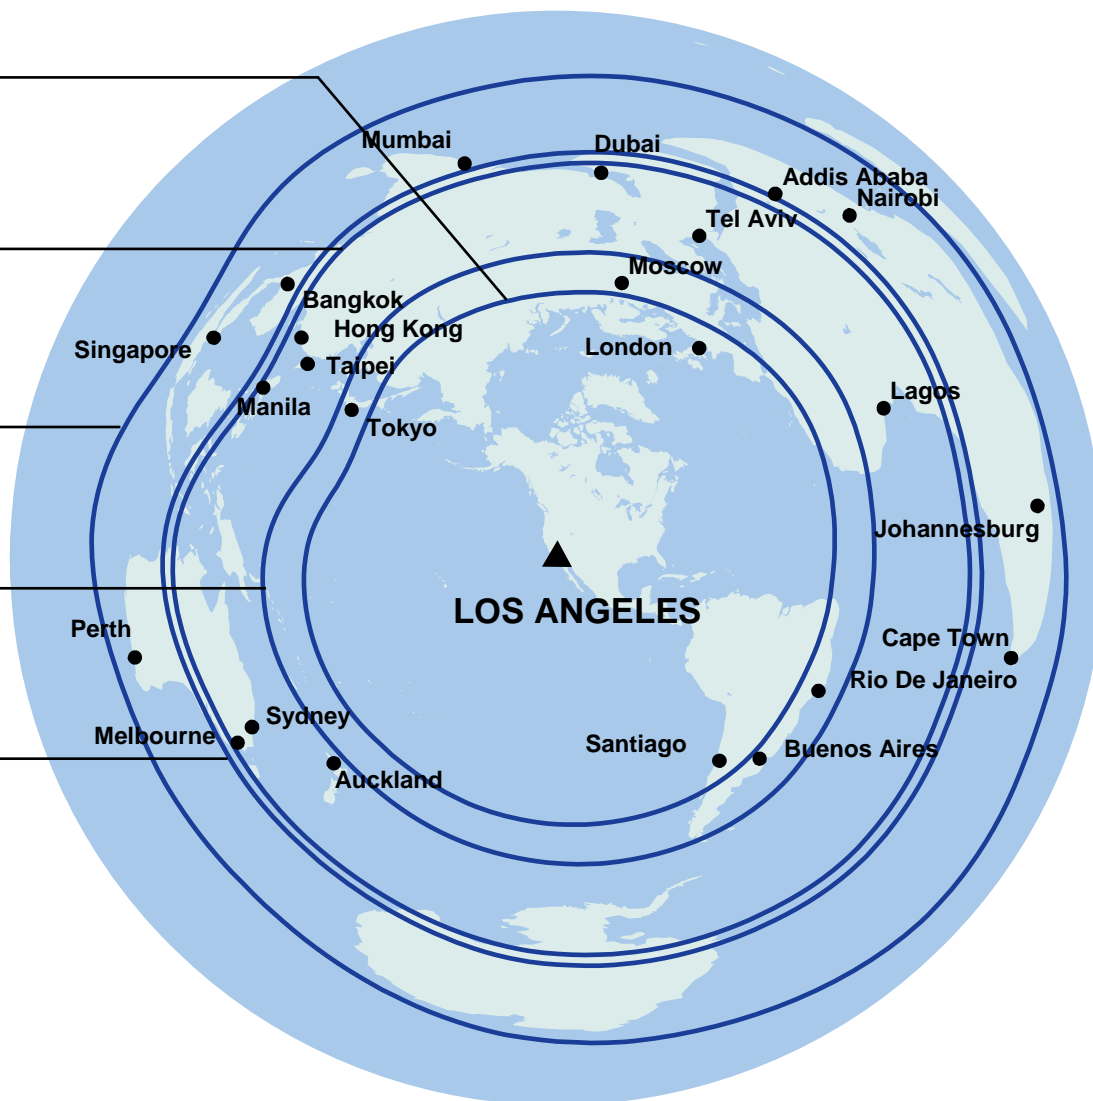 Mumbai
Dubai
Addis Ababa
Nairobi
Tel Aviv
Moscow
Bangkok
Hong Kong
Singapore
London
Taipei
Lagos
Manila
Tokyo
Johannesburg
LOS ANGELES
Perth
Cape Town
Rio De Janeiro
Sydney
Melbourne
Santiago
Buenos Aires
Auckland